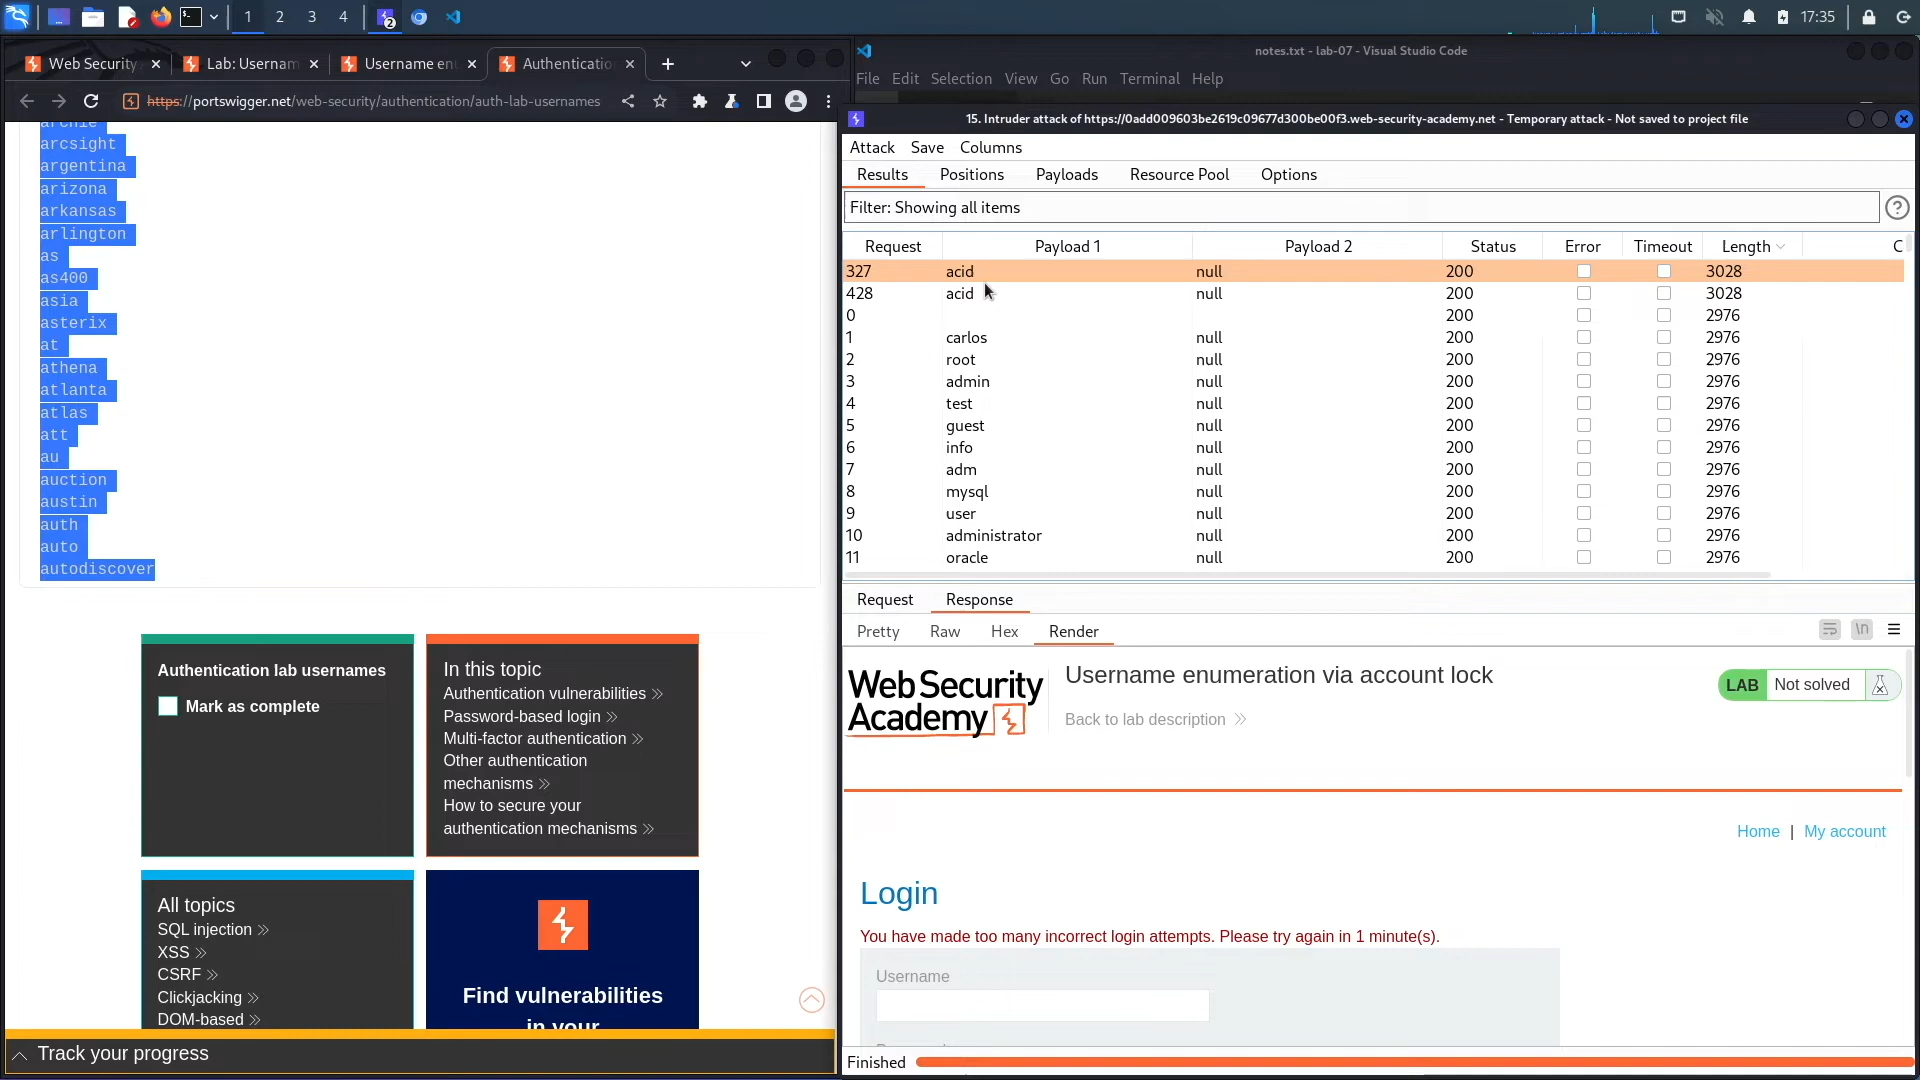 1 2 3 4 2 17:35
Web Security
Lab: Usernam
Username en
Authentication
notes.txt - lab-07 - Visual Studio Code
File Edit Selection View Go Run Terminal Help
https://portswigger.net/web-security/authentication/auth-lab-usernames
archie
arcsight
argentina
arizona
arkansas
arlington
as
as400
asia
asterix
at
athena
atlanta
atlas
att
au
auction
austin
auth
auto
autodiscover
Authentication lab usernames
Mark as complete
In this topic
Authentication vulnerabilities
Password-based login
Multi-factor authentication
Other authentication
mechanisms
How to secure your
authentication mechanisms
All topics
SQL injection
XSS
CSRF
Clickjacking
DOM-based
Find vulnerabilities
in your
Track your progress
15. Intruder attack of https://0add009603be2619c09677d300be00f3.web-security-academy.net - Temporary attack - Not saved to project file
Attack Save Columns
Results Positions Payloads Resource Pool Options
Filter: Showing all items ?
Request Payload 1 Payload 2 Status Error Timeout Length C
327 acid null 200 3028
428 acid null 200 3028
0 200 2976
1 carlos null 200 2976
2 root null 200 2976
3 admin null 200 2976
4 test null 200 2976
5 guest null 200 2976
6 info null 200 2976
7 adm null 200 2976
8 mysql null 200 2976
9 user null 200 2976
10 administrator null 200 2976
11 oracle null 200 2976
Request Response
Pretty Raw Hex Render \n
Web Security
Academy
Username enumeration via account lock
Back to lab description
LAB Not solved
Home | My account
Login
You have made too many incorrect login attempts. Please try again in 1 minute(s).
Username
Finished